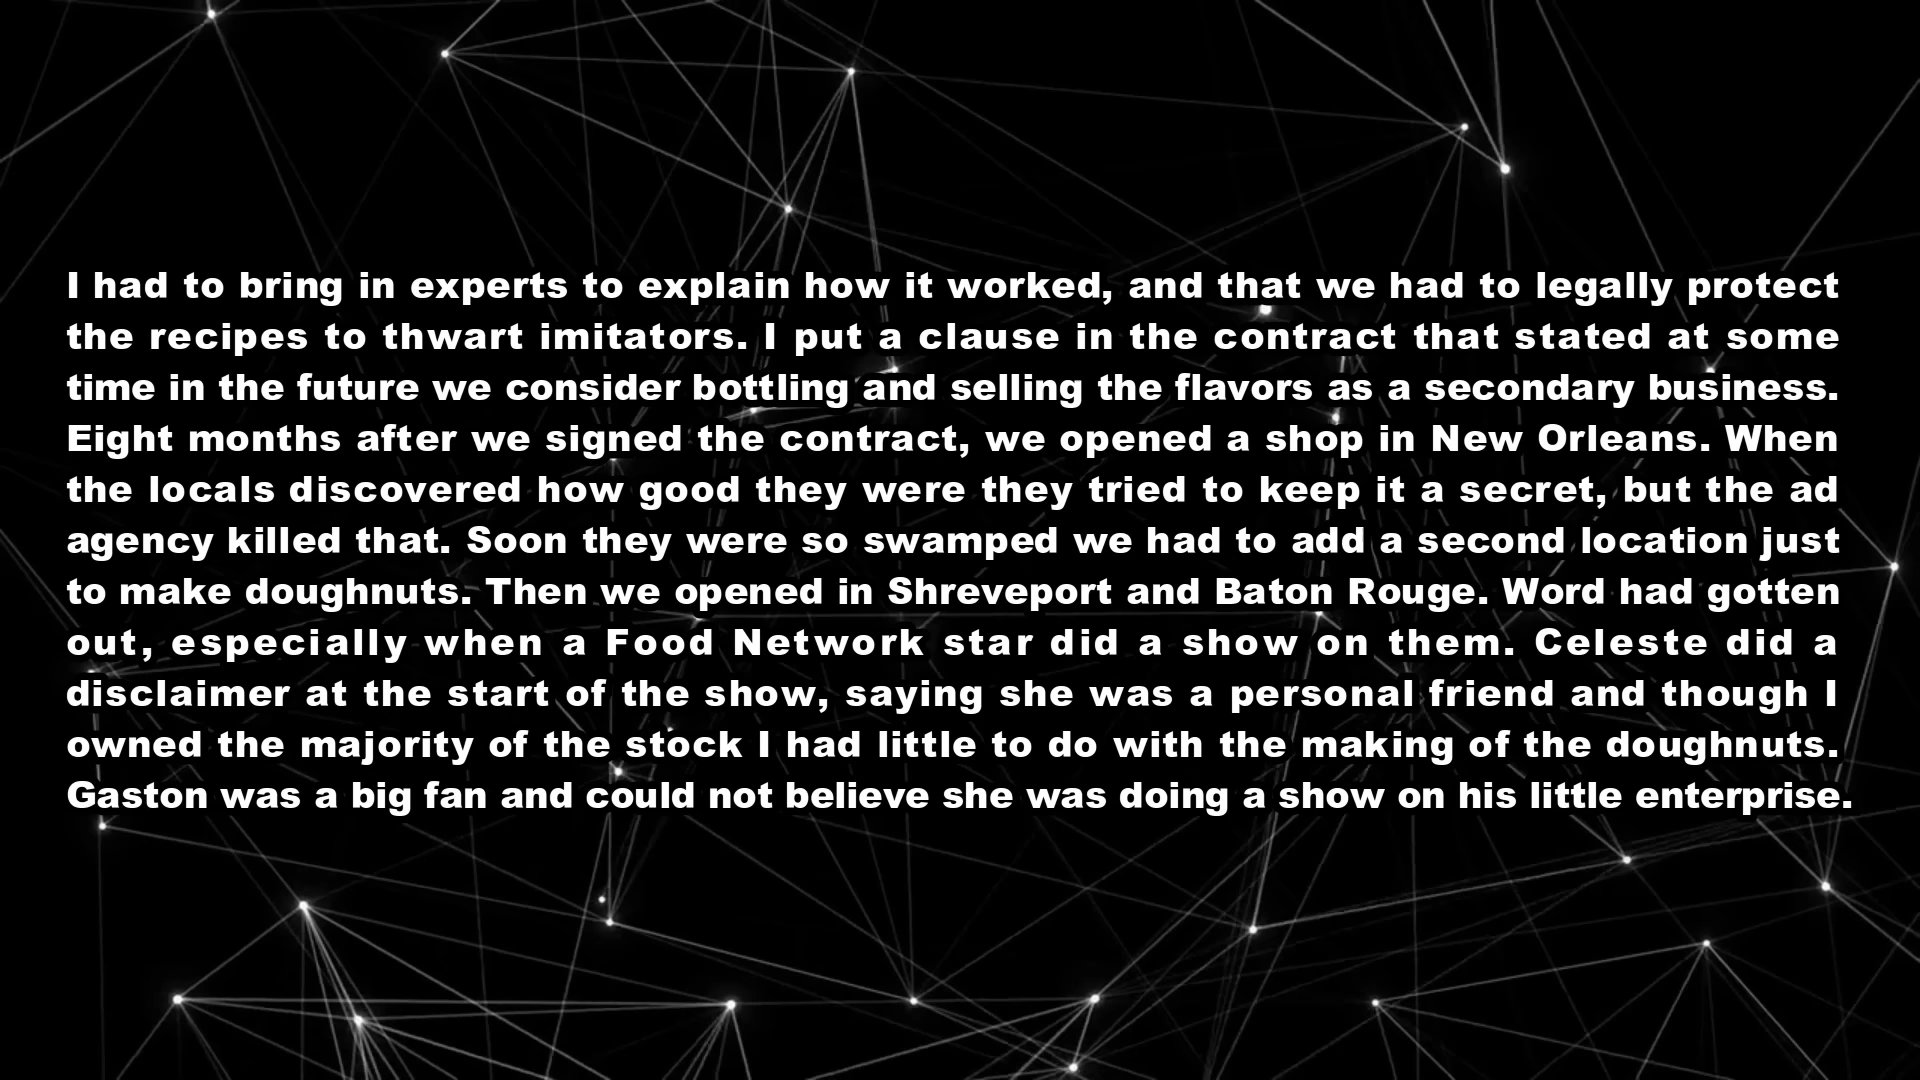 I had to bring in experts to explain how it worked, and that we had to legally protect
the recipes to thwart imitators. I put a clause in the contract that stated at some
time in the future we consider bottling and selling the flavors as a secondary business.
Eight months after we signed the contract, we opened a shop in New Orleans. When
the locals discovered how good they were they tried to keep it a secret, but the ad
agency killed that. Soon they were so swamped we had to add a second location just
to make doughnuts. Then we opened in Shreveport and Baton Rouge. Word had gotten
out, especially when a Food Network star did a show on them. Celeste did a
disclaimer at the start of the show, saying she was a personal friend and though I
owned the majority of the stock I had little to do with the making of the doughnuts.
Gaston was a big fan and could not believe she was doing a show on his little enterprise.